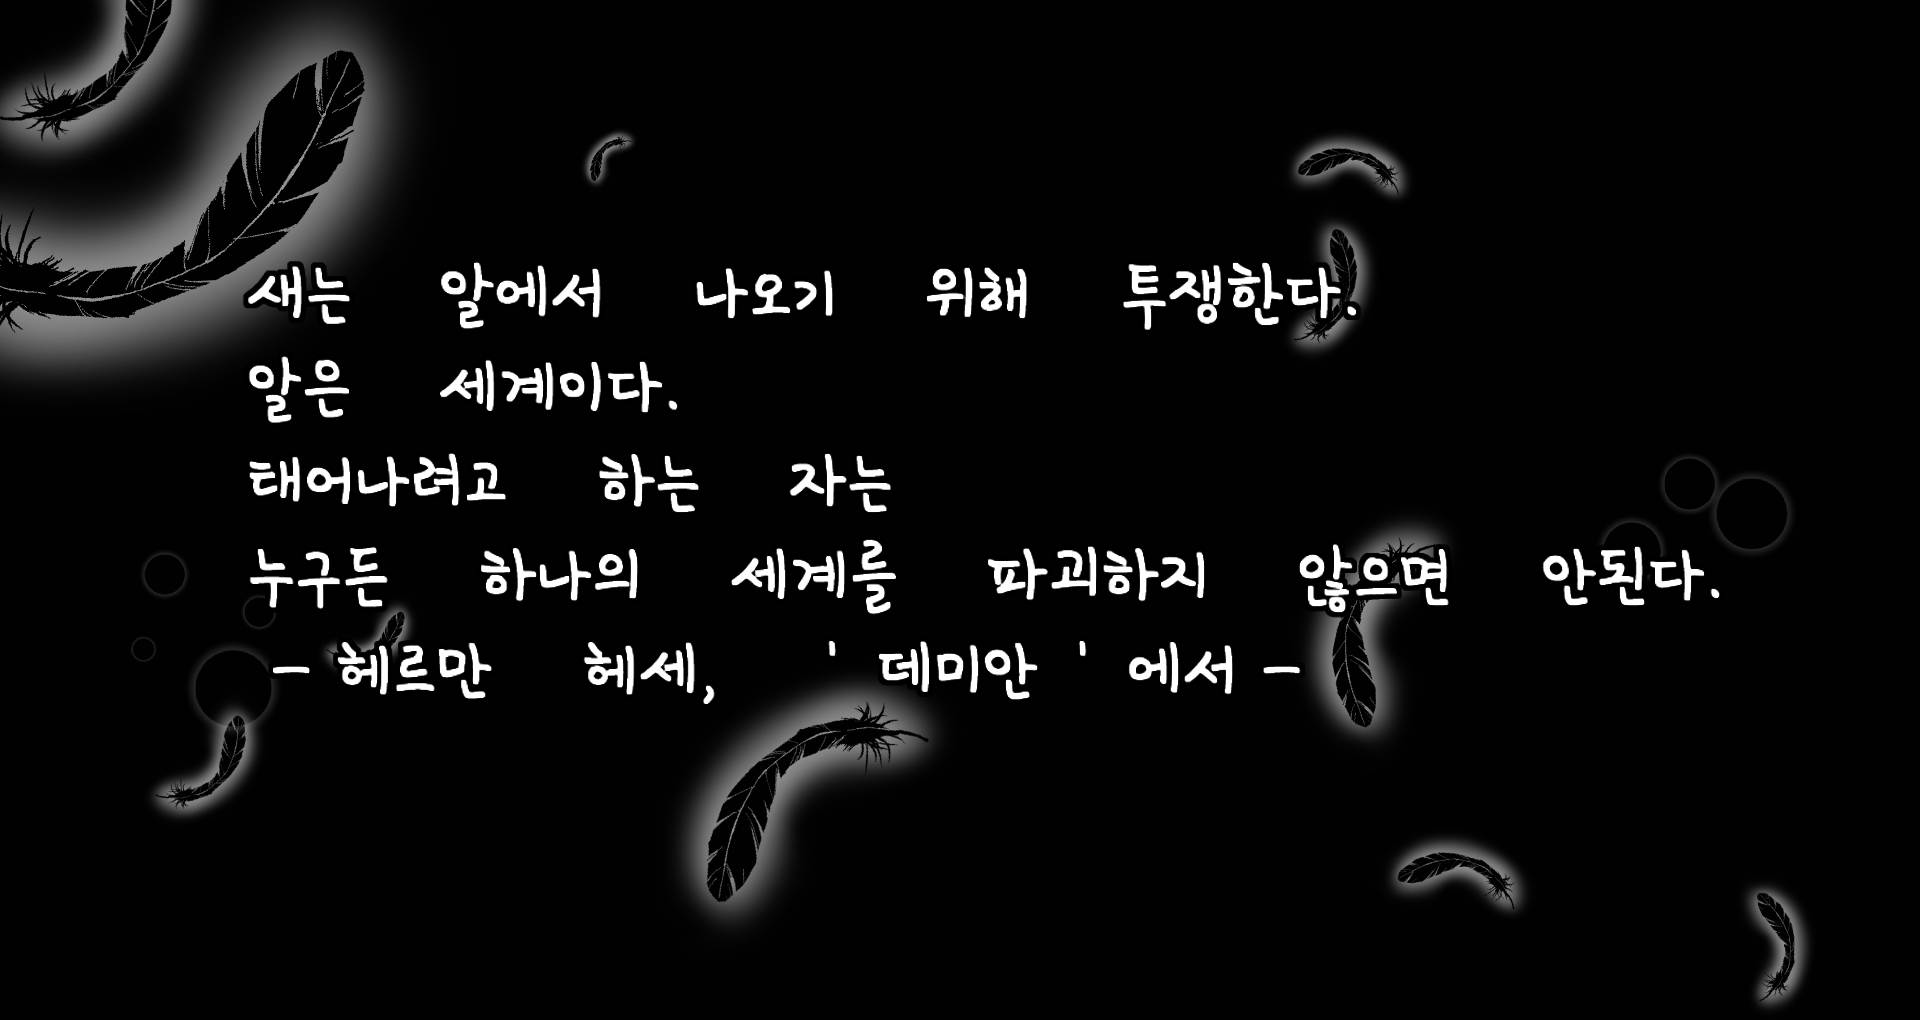 새는 알에서 나오기 위해 투쟁한다.
알은 세계이다.
태어나려고 하는 자는
누구든 하나의 세계를 파괴하지 않으면 안된다.
- 헤르만 헤세, ' 데미안 ' 에서 -